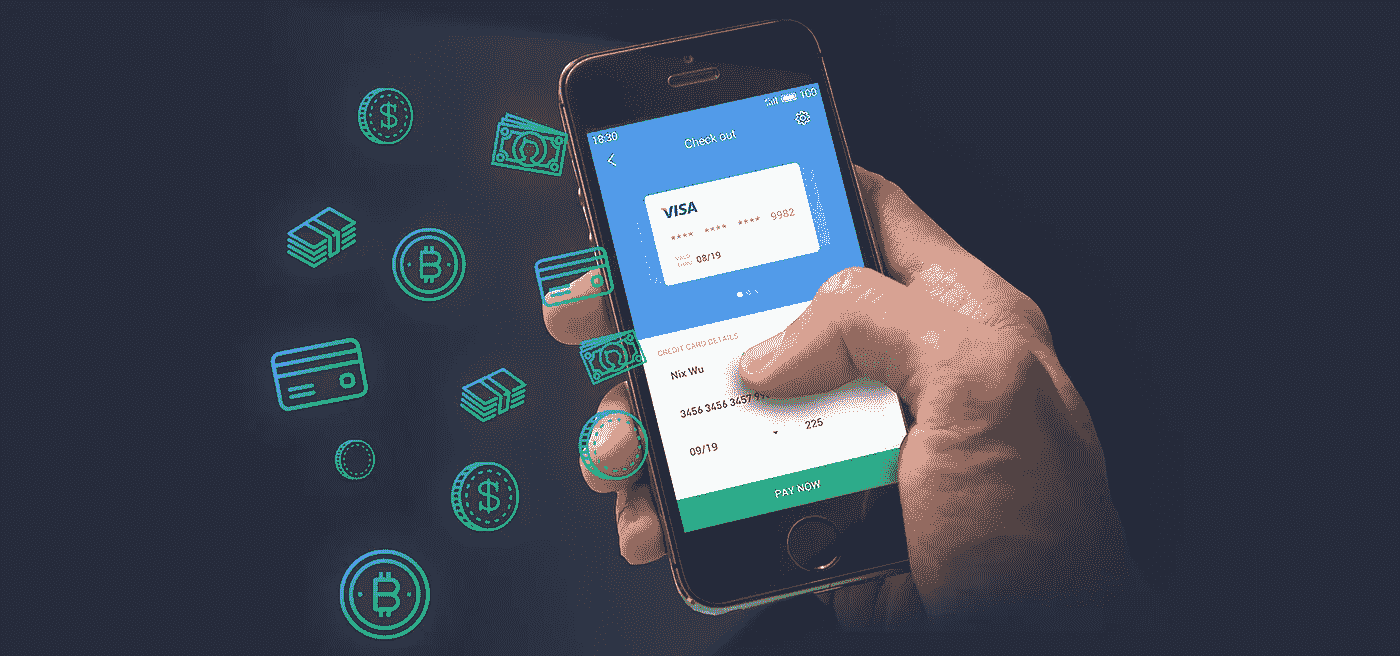 18:30
100
Check out
VISA
**** **** **** 9982
VALID
THRU 08/19
CREDIT CARD DETAILS
Nix Wu
3456 3456 3457
09/19
225
PAY NOW